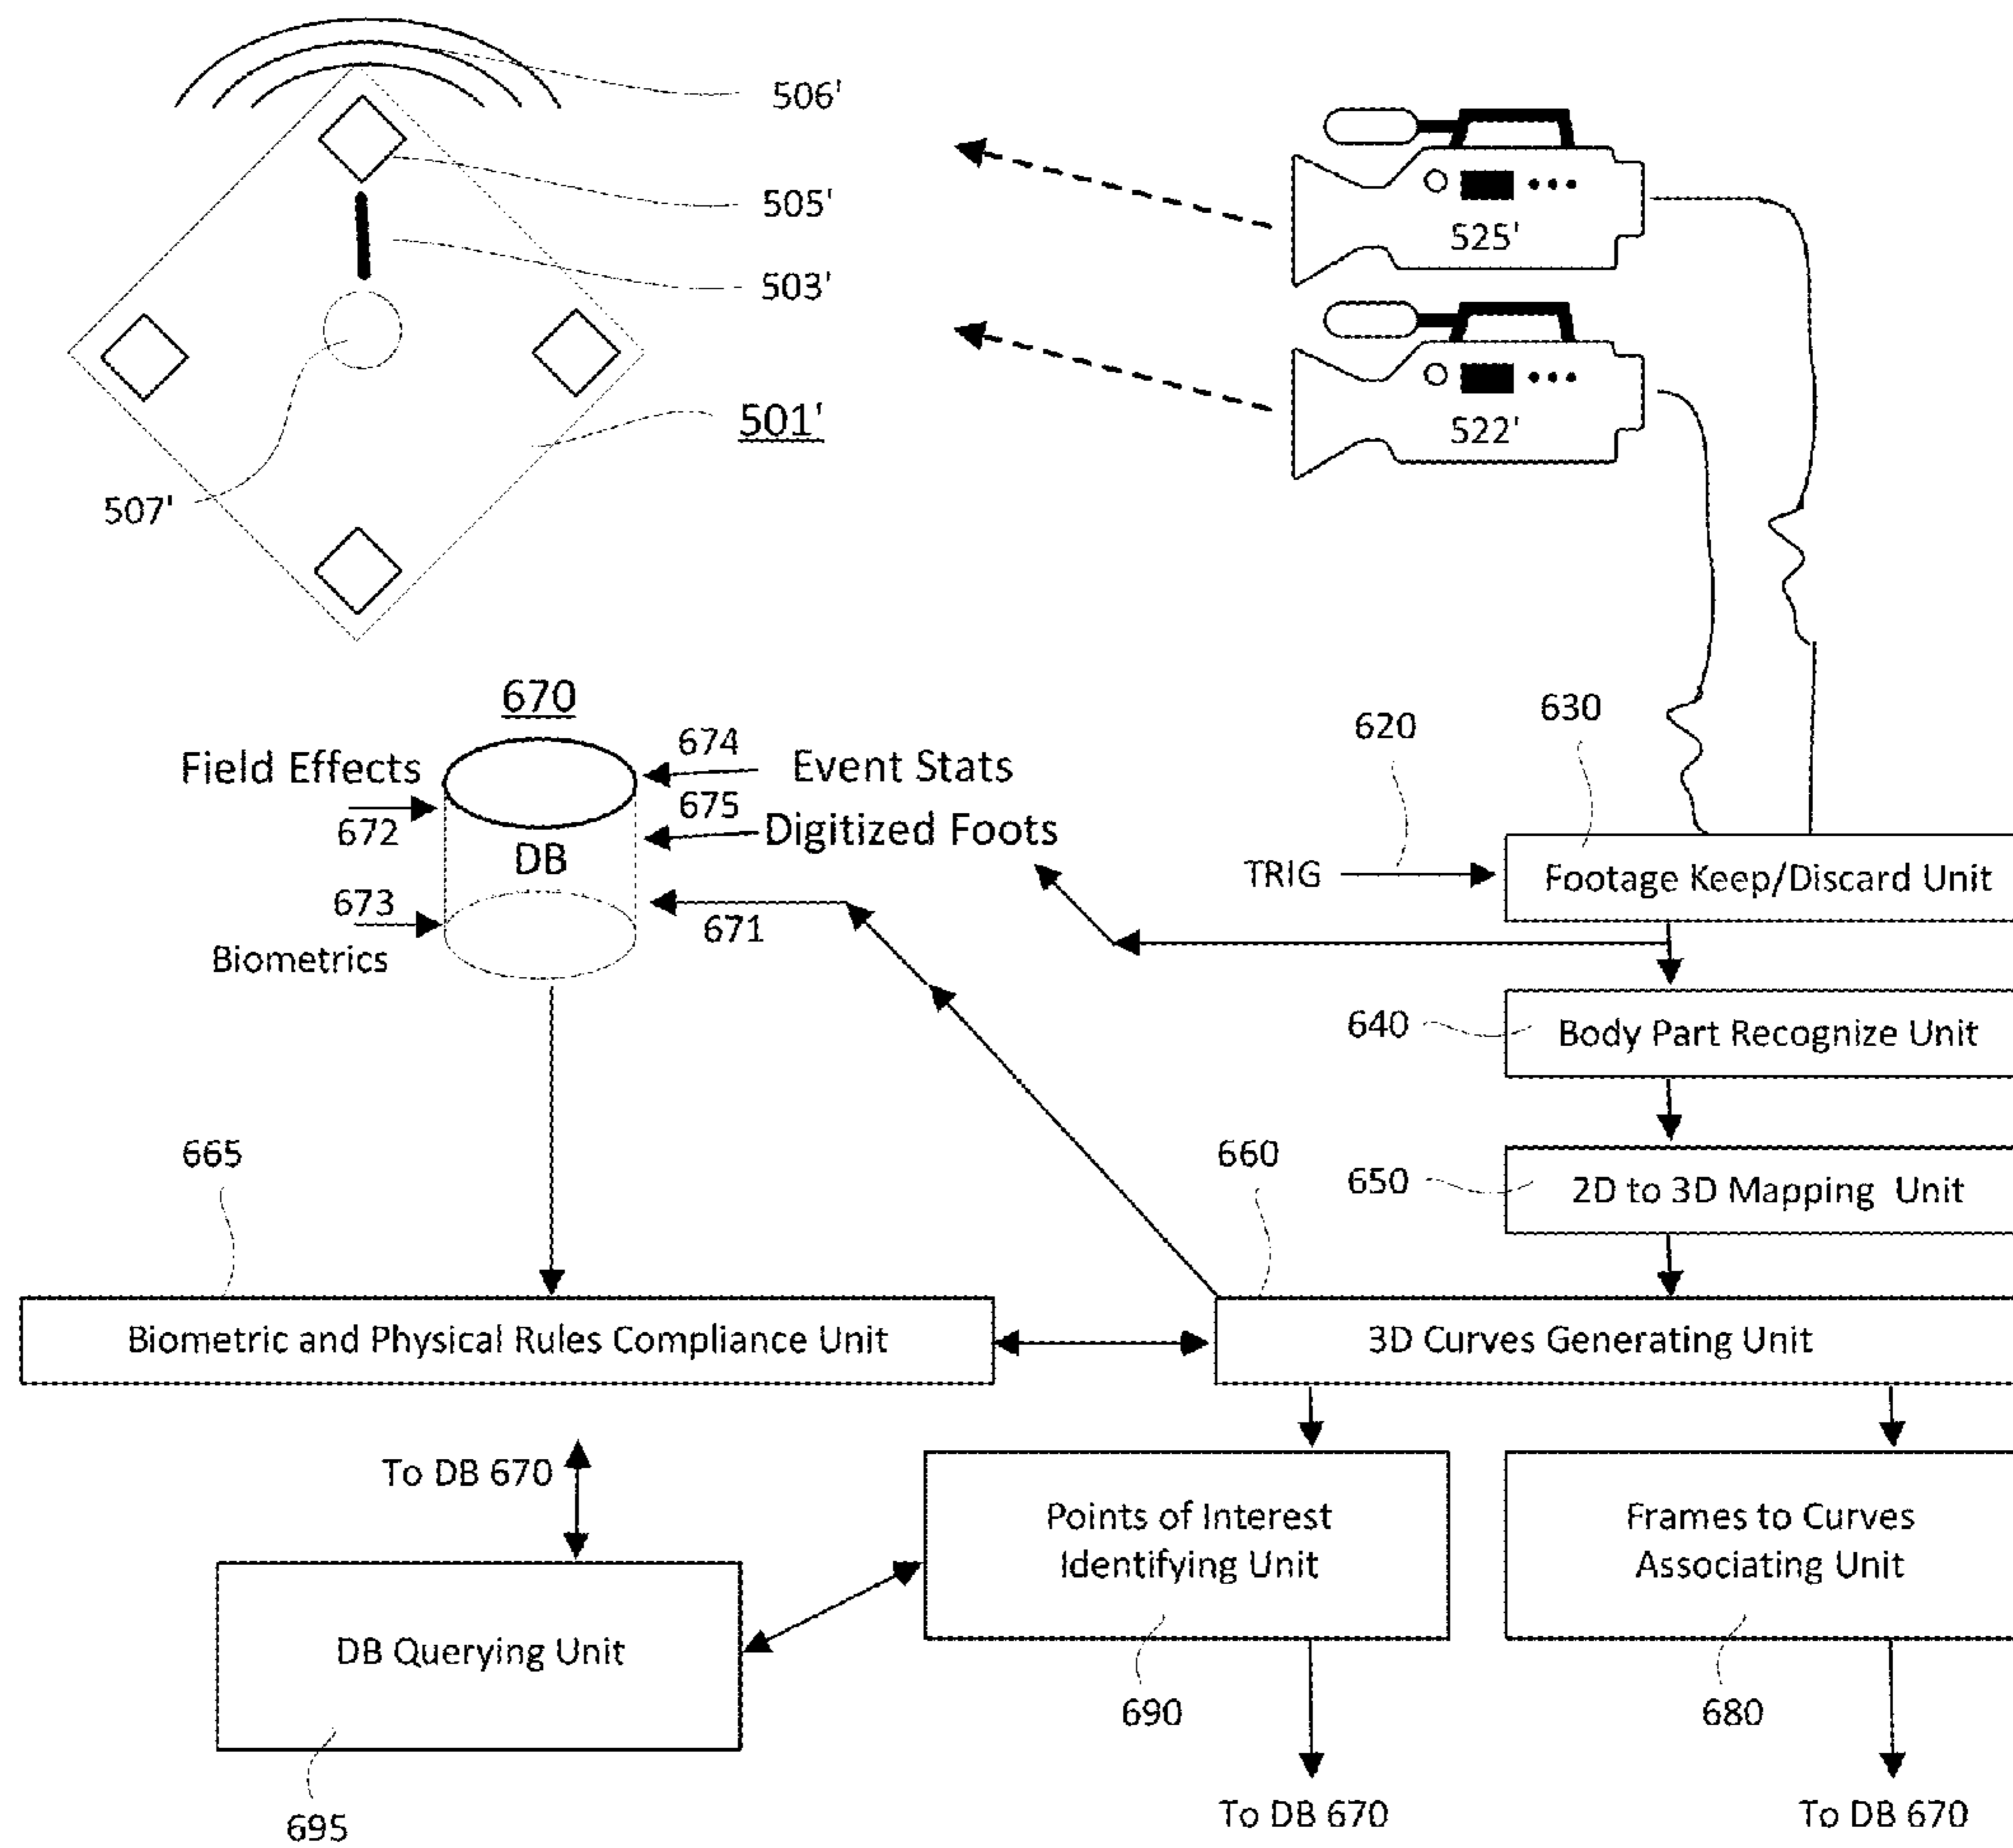 506'
505'
503'
501'
507'
525'
522'
670
Field Effects
672
673
Biometrics
DB
674
Event Stats
675
Digitized Foots
671
620
630
TRIG
Footage Keep/Discard Unit
640
Body Part Recognize Unit
650
2D to 3D Mapping Unit
665
660
Biometric and Physical Rules Compliance Unit
3D Curves Generating Unit
To DB 670
Points of Interest
Identifying Unit
Frames to Curves
Associating Unit
DB Querying Unit
690
680
695
To DB 670
To DB 670